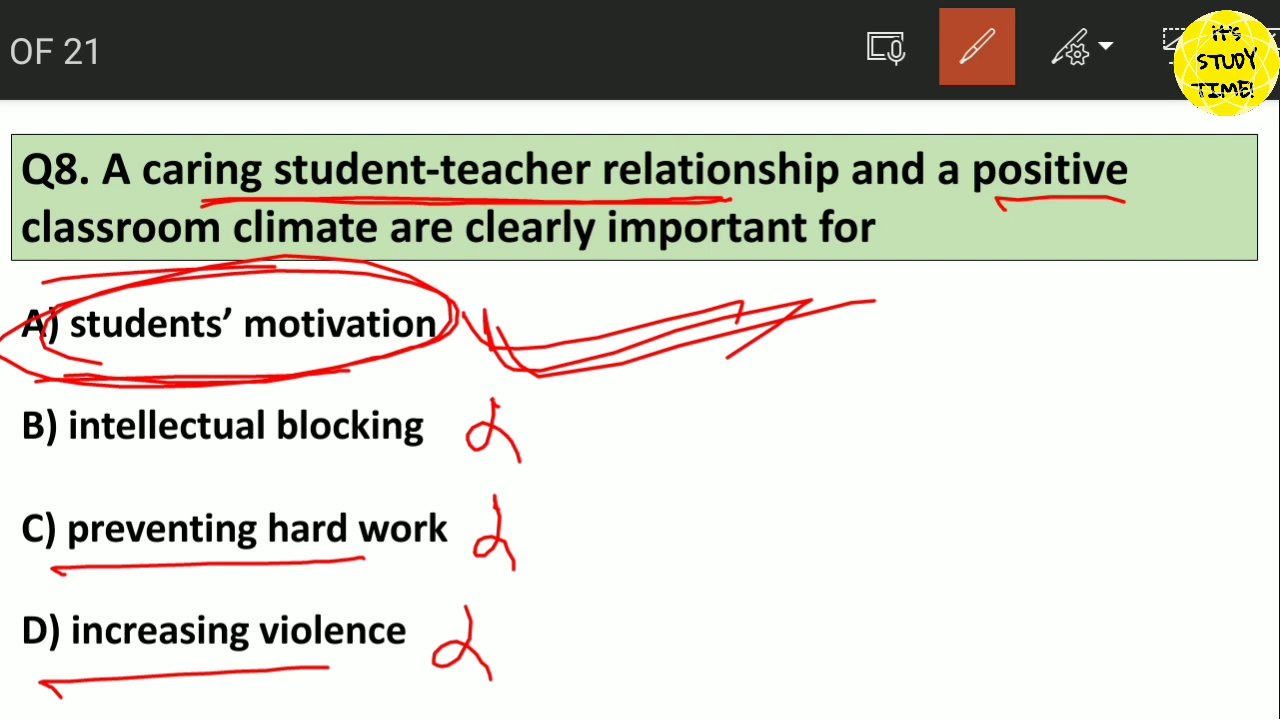 OF 21
IT'S
STUDY
TIME!
Q8. A caring student-teacher relationship and a positive
classroom climate are clearly important for
A) students’ motivation
B) intellectual blocking
C) preventing hard work
D) increasing violence